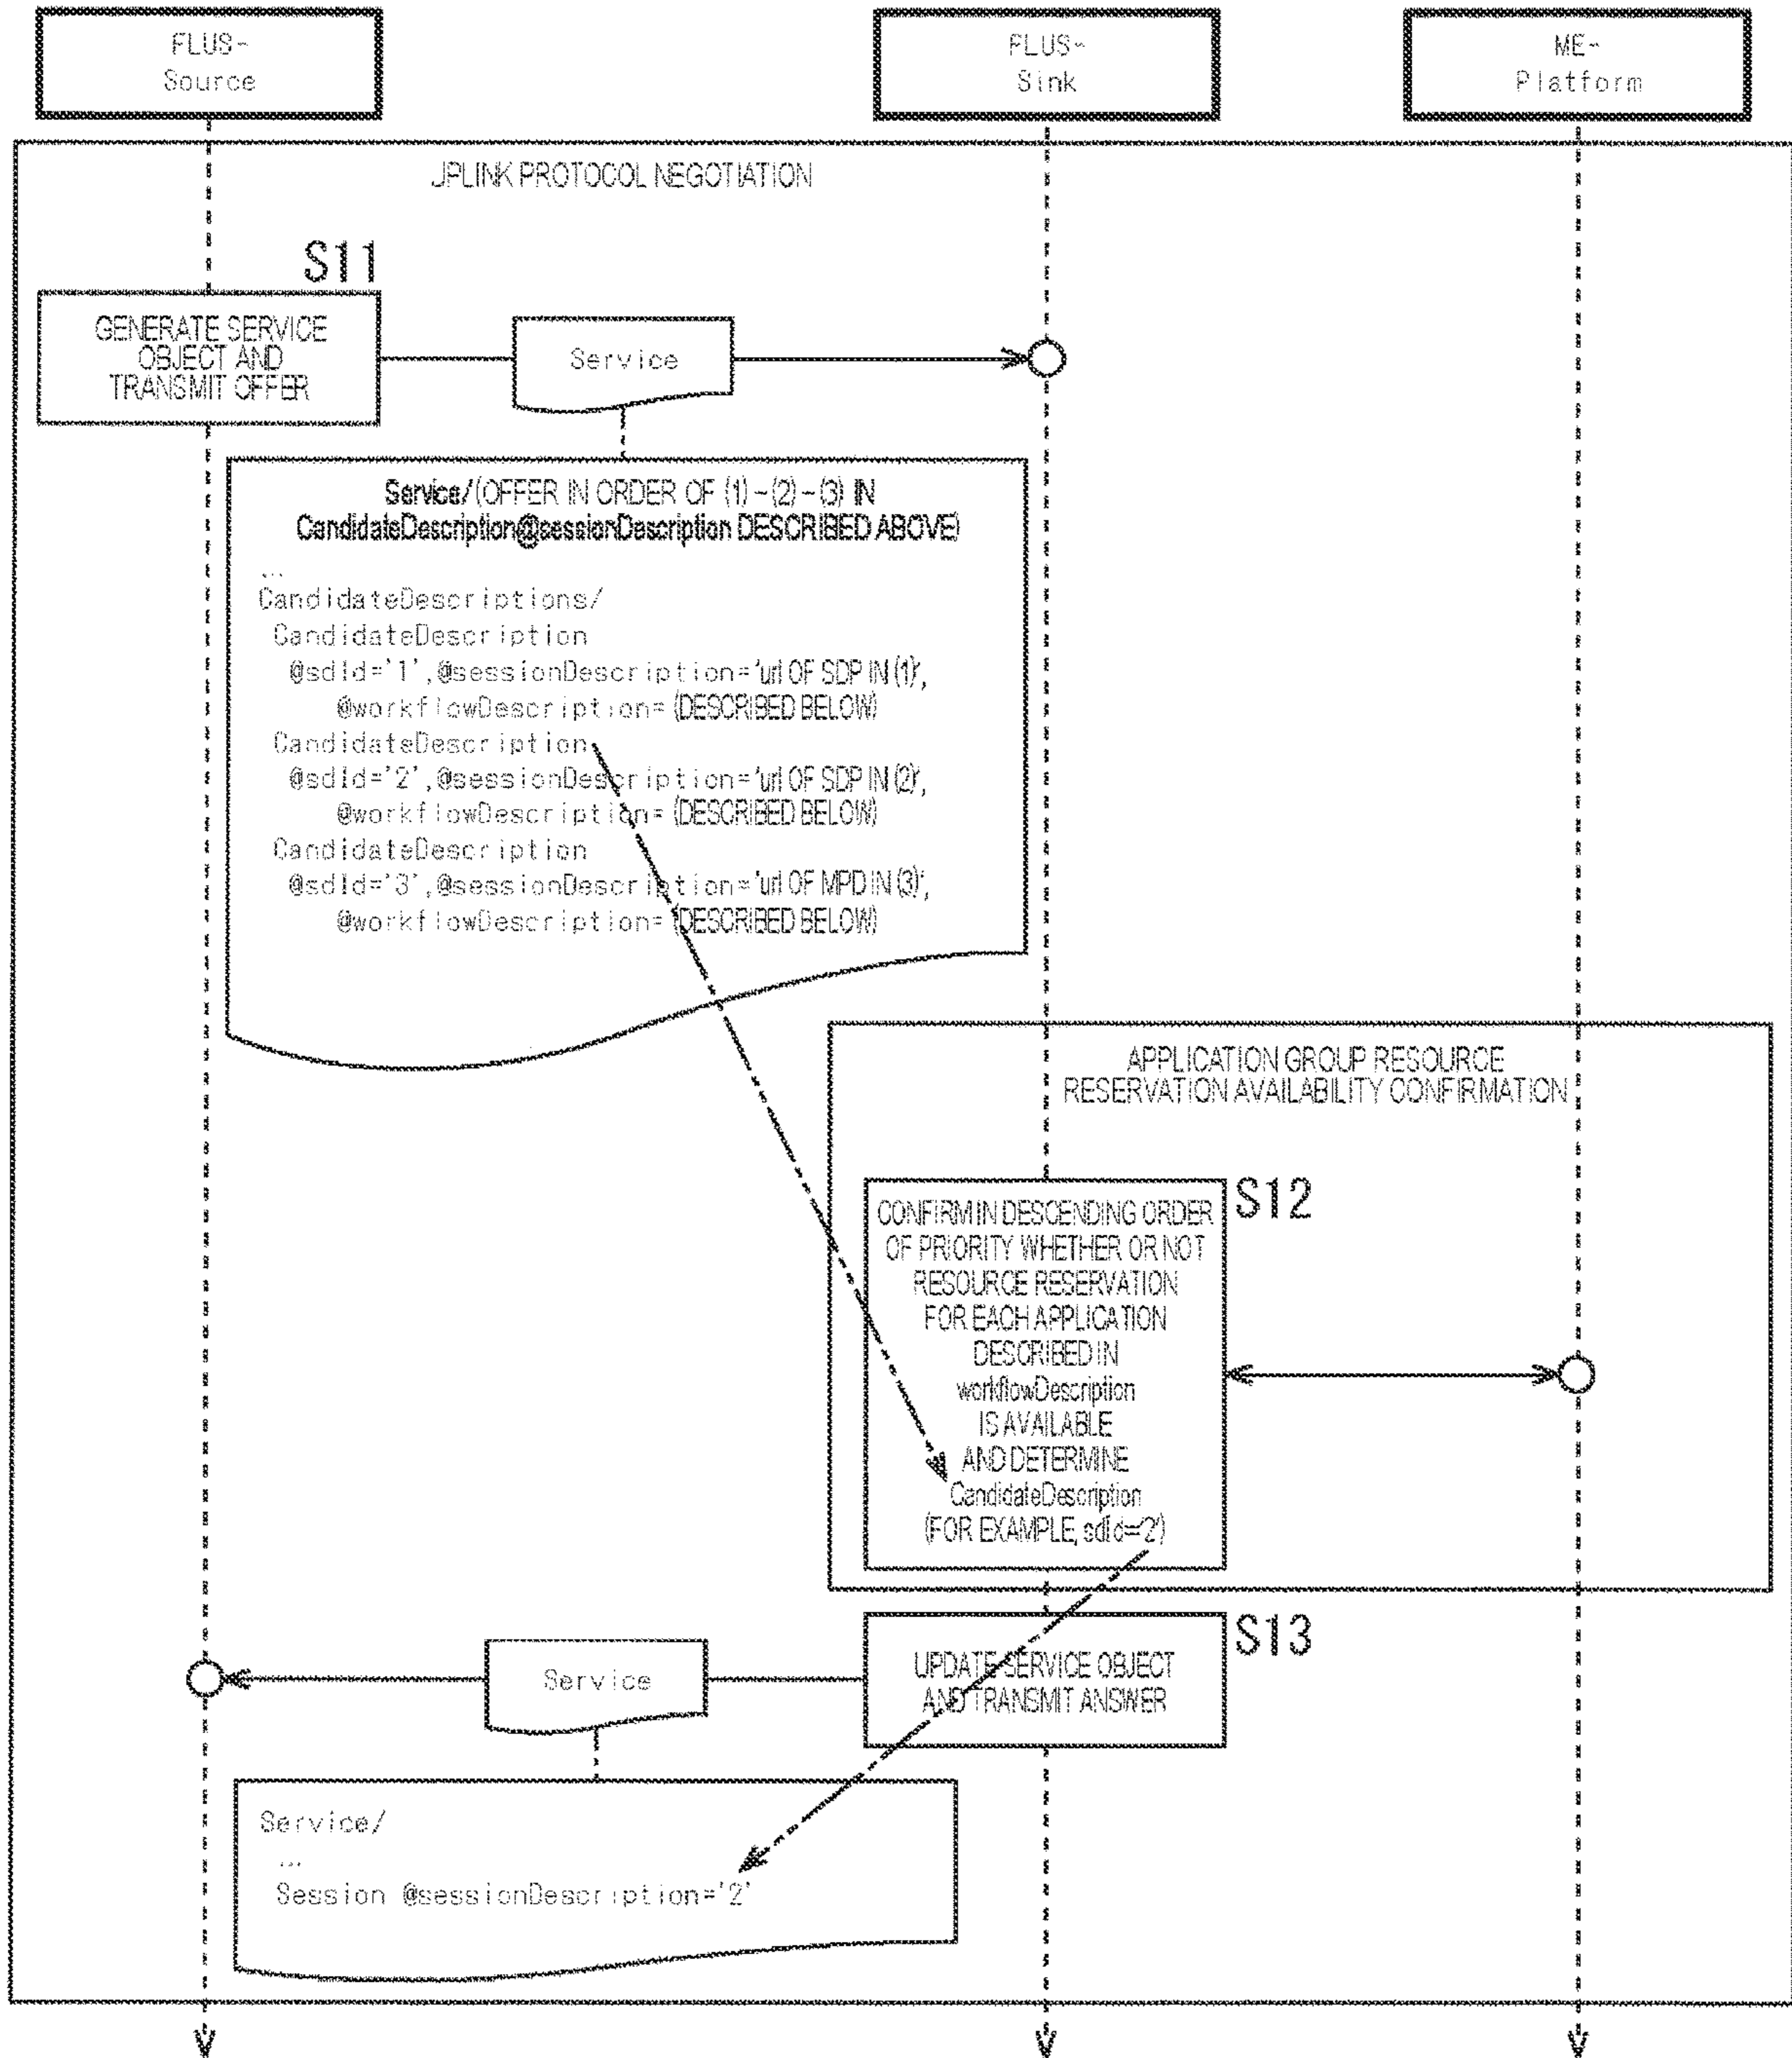 FLUS-
Source
FLUS-
Sink
ME-
Platform
UPLINK PROTOCOL NEGOTIATION
S11
GENERATE SERVICE
OBJECT AND
TRANSMIT OFFER
Service
Service/(OFFER IN ORDER OF (1)-(2)-(3) IN
CandidateDescription@sessionDescription DESCRIBED ABOVE)
...
CandidateDescriptions/
CandidateDescription
@sdId='1',@sessionDescription='url OF SDP IN (1)',
@workflowDescription=(DESCRIBED BELOW)
CandidateDescription
@sdId='2',@sessionDescription='url OF SDP IN (2)',
@workflowDescription=(DESCRIBED BELOW)
CandidateDescription
@sdId='3',@sessionDescription='url OF MPD IN (3)',
@workflowDescription=(DESCRIBED BELOW)
APPLICATION GROUP RESOURCE
RESERVATION AVAILABILITY CONFIRMATION
S12
CONFIRM IN DESCENDING ORDER
OF PRIORITY WHETHER OR NOT
RESOURCE RESERVATION
FOR EACH APPLICATION
DESCRIBED IN
workflowDescription
IS AVAILABLE
AND DETERMINE
CandidateDescription
(FOR EXAMPLE, sdId='2')
S13
UPDATE SERVICE OBJECT
AND TRANSMIT ANSWER
Service
Service/
...
Session @sessionDescription='2'